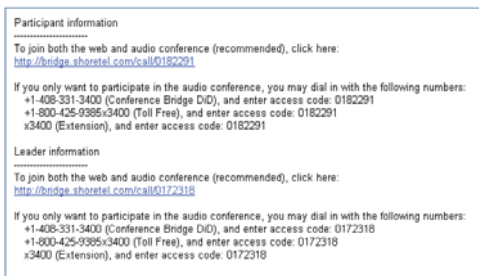 Participant information
-----------------------
To join both the web and audio conference (recommended), click here:
http://bridge.shoretel.com/call/0182291
If you only want to participate in the audio conference, you may dial in with the following numbers:
+1-408-331-3400 (Conference Bridge DiD), and enter access code: 0182291
+1-800-425-9385x3400 (Toll Free), and enter access code: 0182291
x3400 (Extension), and enter access code: 0182291
Leader information
-----------------------
To join both the web and audio conference (recommended), click here:
http://bridge.shoretel.com/call/0172318
If you only want to participate in the audio conference, you may dial in with the following numbers:
+1-408-331-3400 (Conference Bridge DiD), and enter access code: 0172318
+1-800-425-9385x3400 (Toll Free), and enter access code: 0172318
x3400 (Extension), and enter access code: 0172318